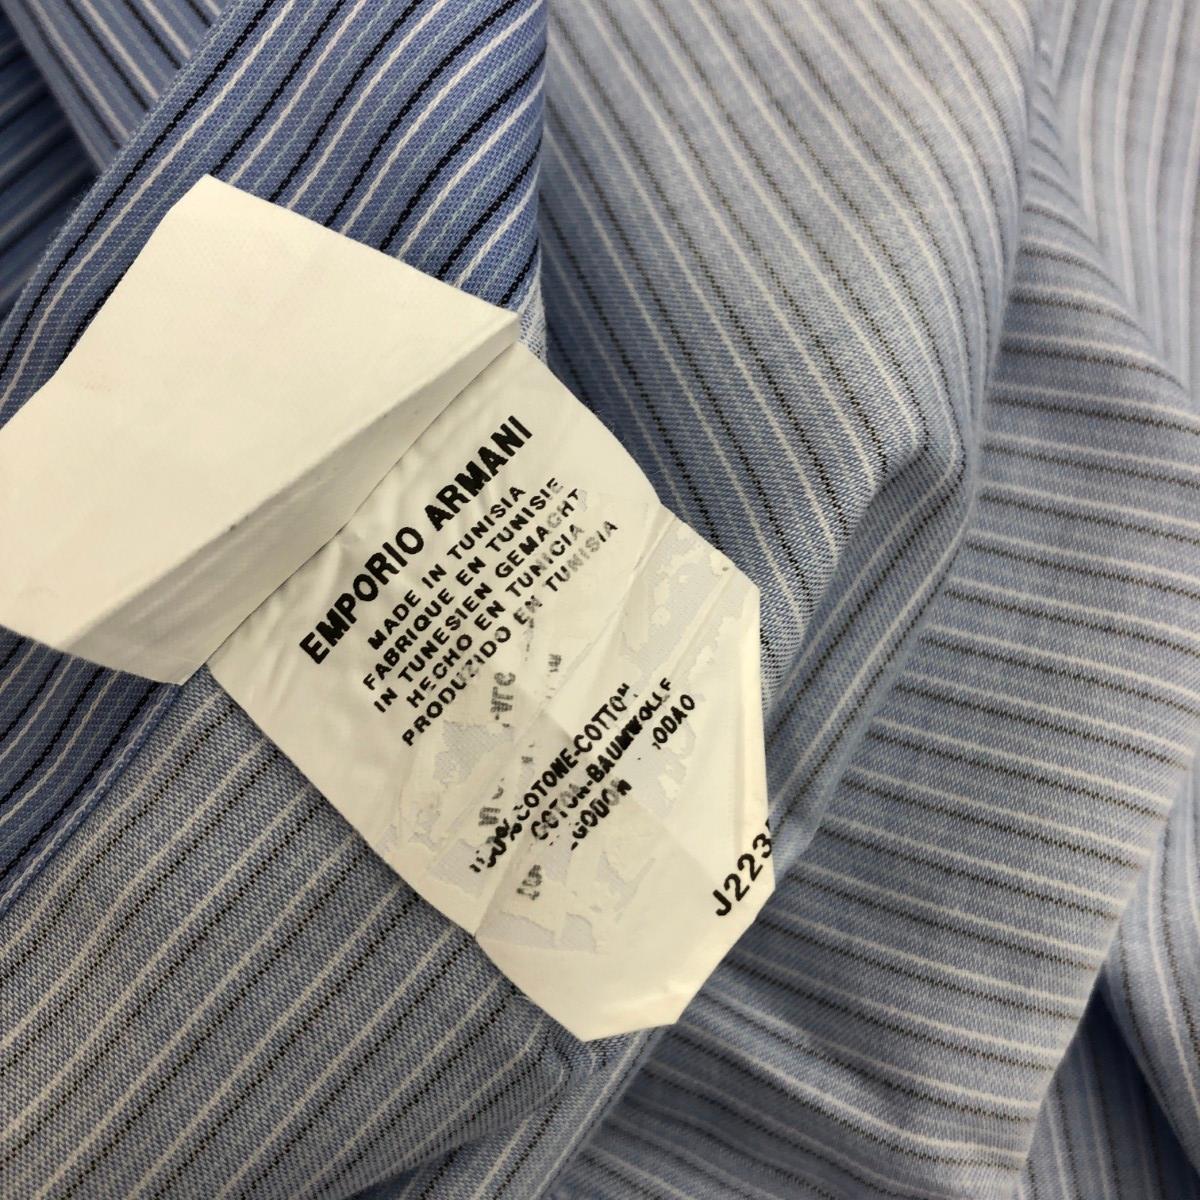 EMPORIO ARMANI
MADE IN TUNISIA
FABRIQUE EN TUNISIE
IN TUNESIEN GEMACHT
HECHO EN TUNICIA
PRODUZIDO EN TUNISIA
COTONE-COTTON
COTON-BAUMWOLLE
J223